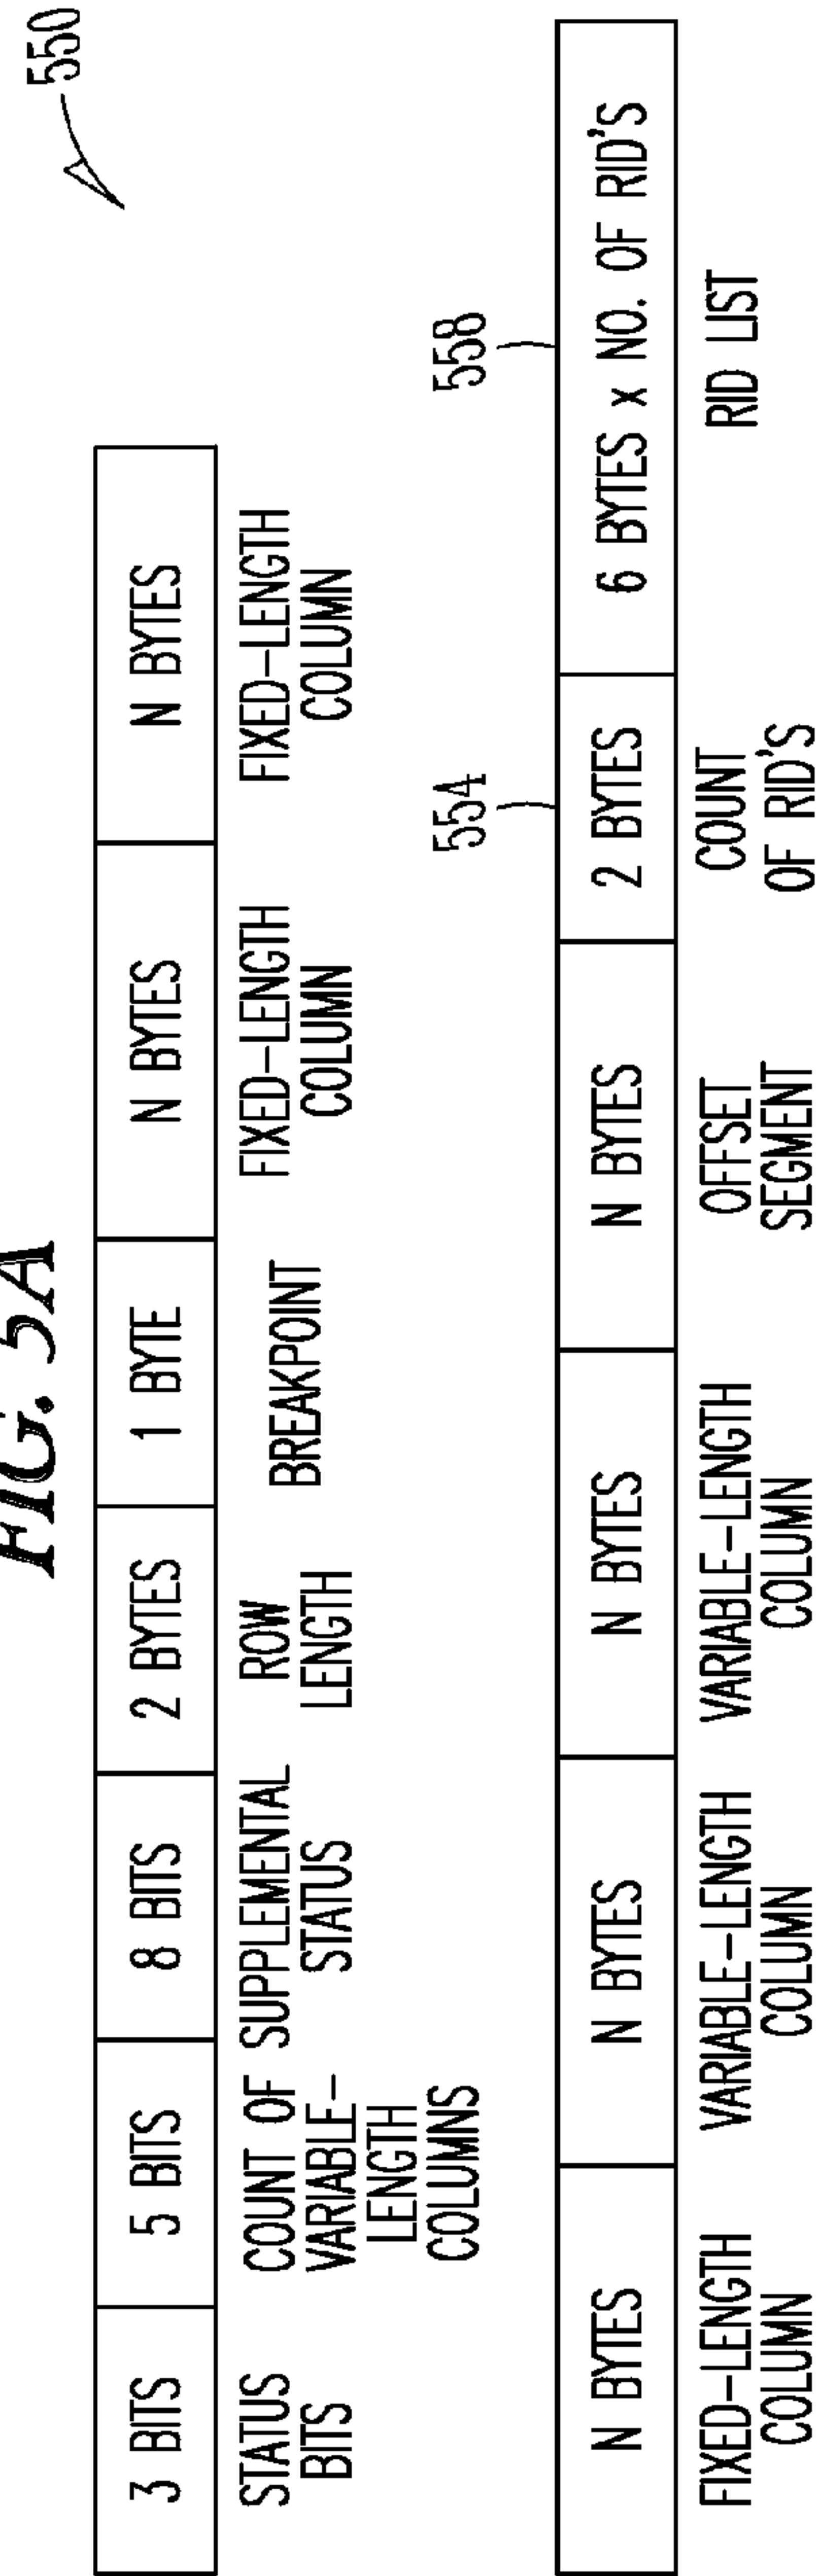 FIG. 5A
550
3 BITS
5 BITS
8 BITS
2 BYTES
1 BYTE
N BYTES
N BYTES
STATUS
BITS
COUNT OF
VARIABLE-
LENGTH
COLUMNS
SUPPLEMENTAL
STATUS
ROW
LENGTH
BREAKPOINT
FIXED-LENGTH
COLUMN
FIXED-LENGTH
COLUMN
554
558
N BYTES
N BYTES
N BYTES
N BYTES
2 BYTES
6 BYTES x NO. OF RID'S
FIXED-LENGTH
COLUMN
VARIABLE-LENGTH
COLUMN
VARIABLE-LENGTH
COLUMN
OFFSET
SEGMENT
COUNT
OF RID'S
RID LIST